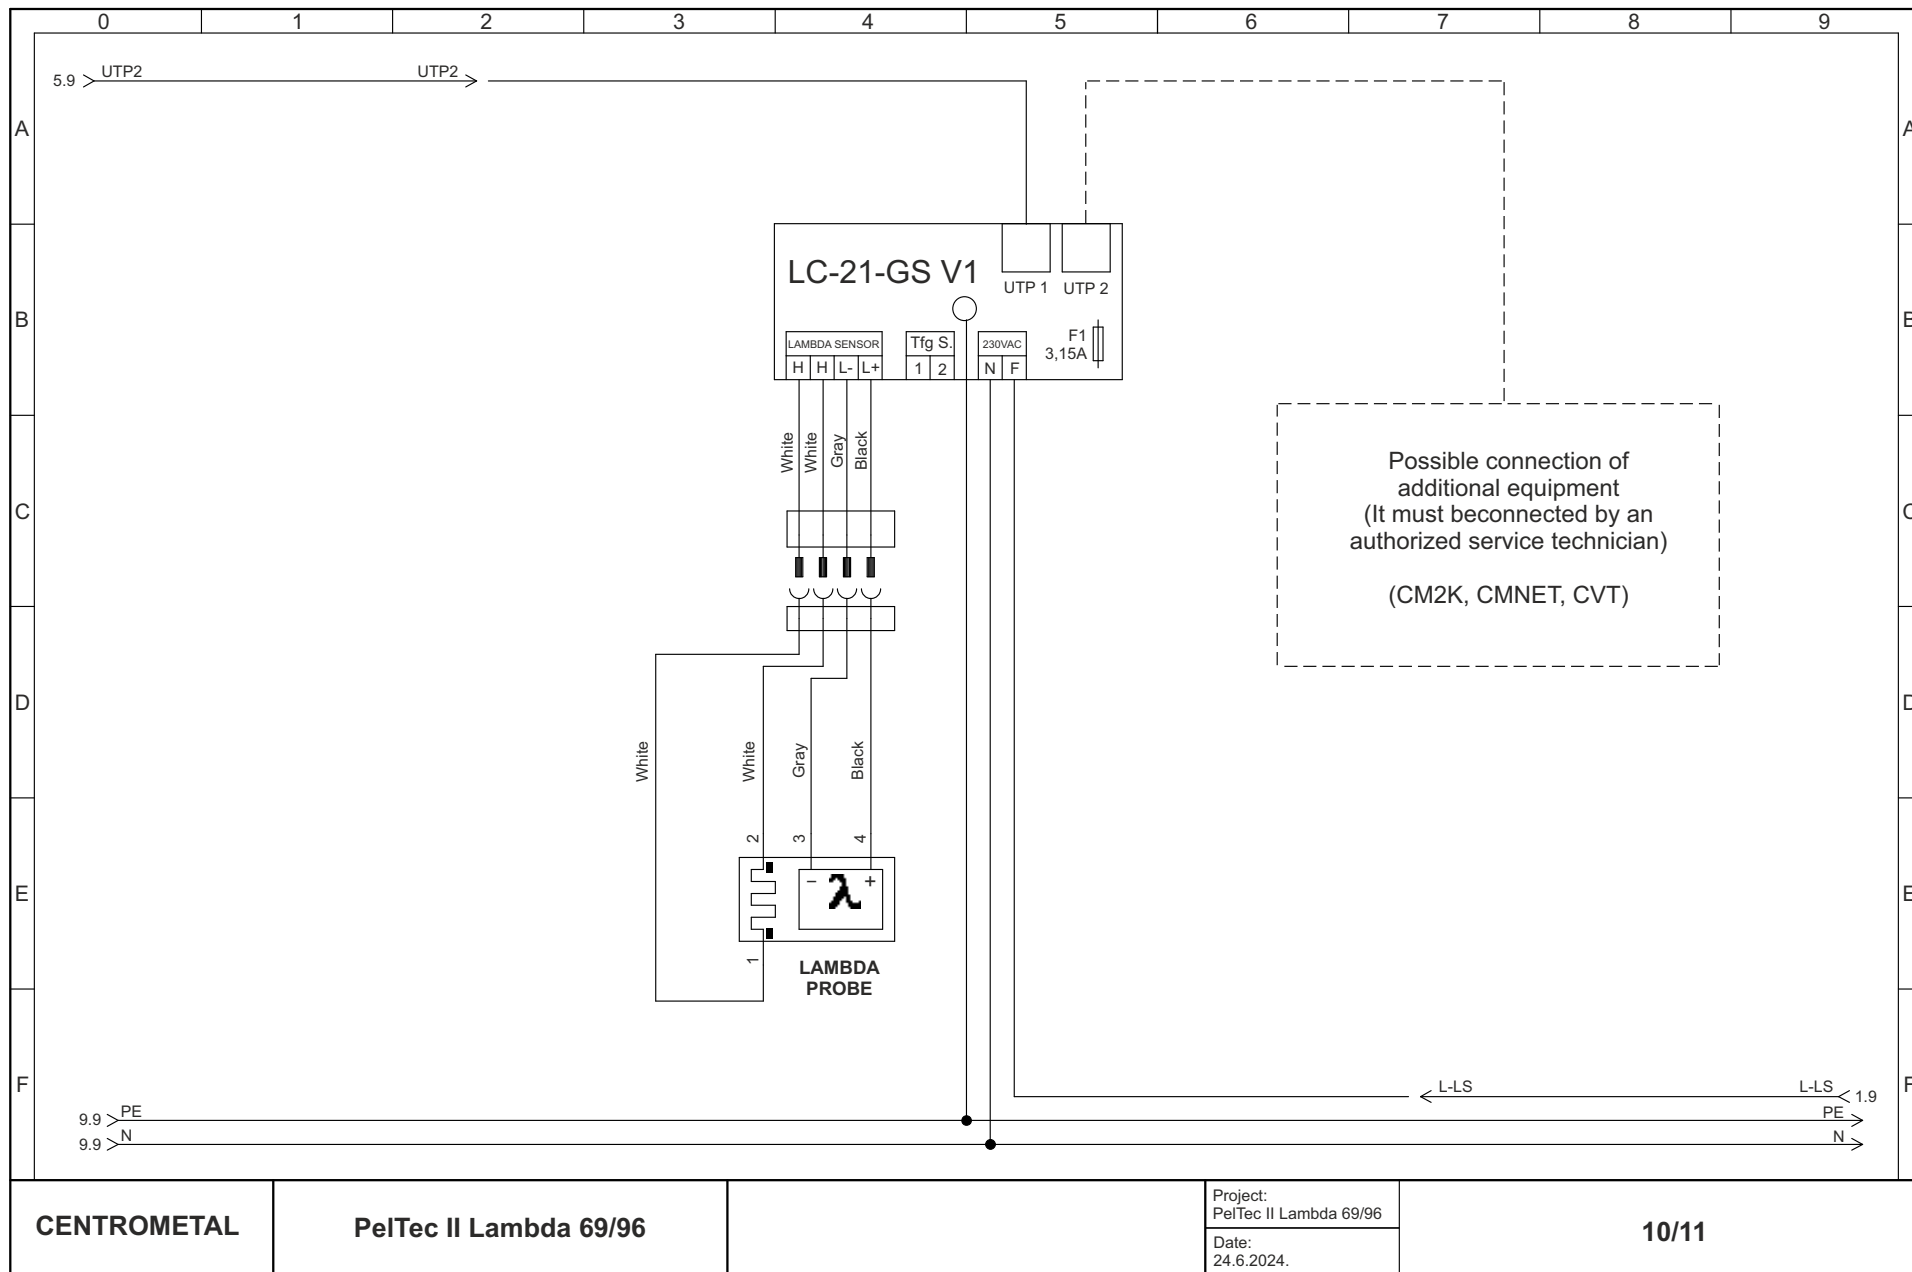 0 1 2 3 4 5 6 7 8 9
5.9 UTP2 UTP2
A A
LC-21-GS V1
UTP 1 UTP 2
B B
F1
3,15A
LAMBDA SENSOR Tfg S. 230VAC
H H L- L+ 1 2 N F
White White Gray Black
Possible connection of
additional equipment
(It must beconnected by an
authorized service technician)
(CM2K, CMNET, CVT)
C C
D D
White White Gray Black
2 3 4
E E
− λ +
1
LAMBDA
PROBE
F F
L-LS L-LS 1.9
9.9 PE PE
9.9 N N
CENTROMETAL
PelTec II Lambda 69/96
Project:
PelTec II Lambda 69/96
Date:
24.6.2024.
10/11